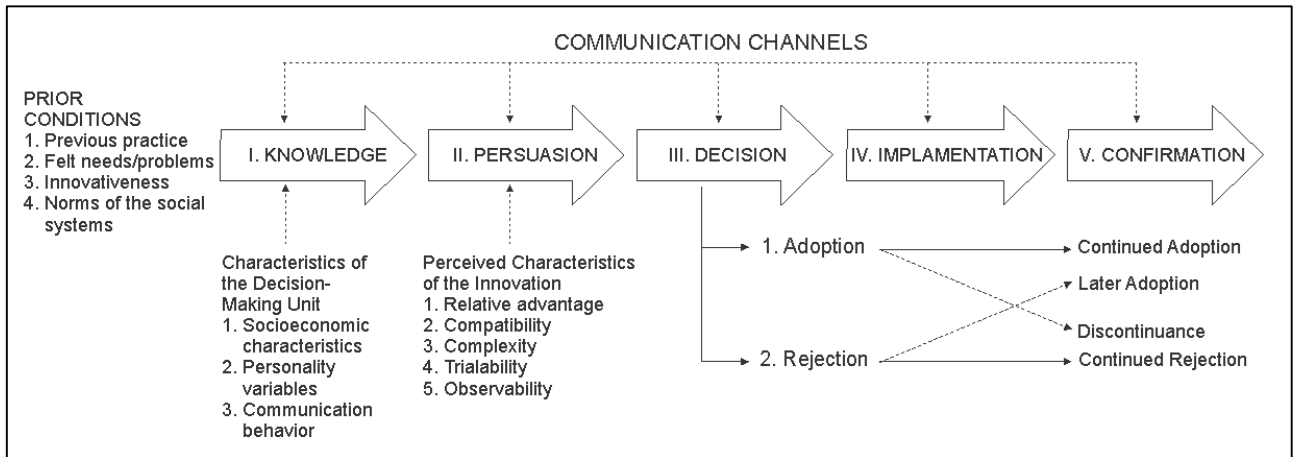 COMMUNICATION CHANNELS
PRIOR
CONDITIONS
1. Previous practice
2. Felt needs/problems
3. Innovativeness
4. Norms of the social
systems
I. KNOWLEDGE
II. PERSUASION
III. DECISION
IV. IMPLAMENTATION
V. CONFIRMATION
Characteristics of
the Decision-
Making Unit
1. Socioeconomic
characteristics
2. Personality
variables
3. Communication
behavior
Perceived Characteristics
of the Innovation
1. Relative advantage
2. Compatibility
3. Complexity
4. Trialability
5. Observability
1. Adoption
2. Rejection
Continued Adoption
Later Adoption
Discontinuance
Continued Rejection